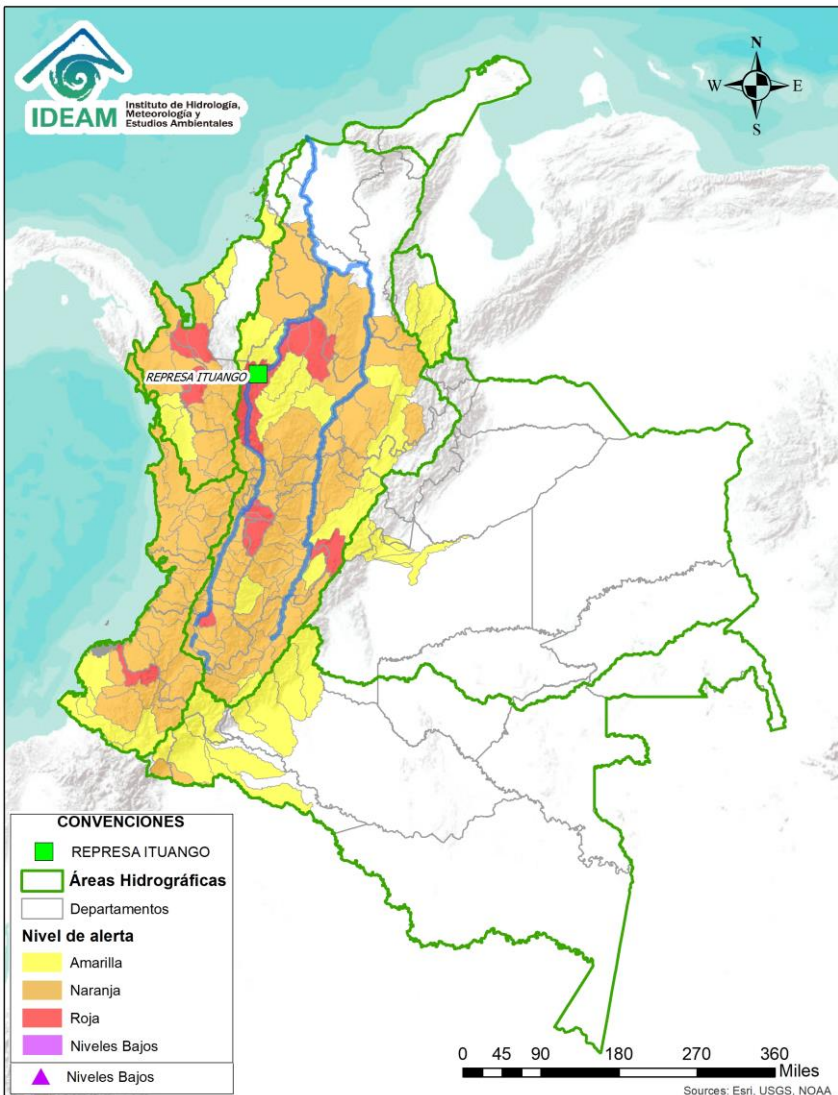 IDEAM
Instituto de Hidrología,
Meteorología y
Estudios Ambientales
N
W
E
S
REPRESA ITUANGO
CONVENCIONES
REPRESA ITUANGO
Áreas Hidrográficas
Departamentos
Nivel de alerta
Amarilla
Naranja
Roja
Niveles Bajos
Niveles Bajos
0 45 90 180 270 360
Miles
Sources: Esri, USGS, NOAA